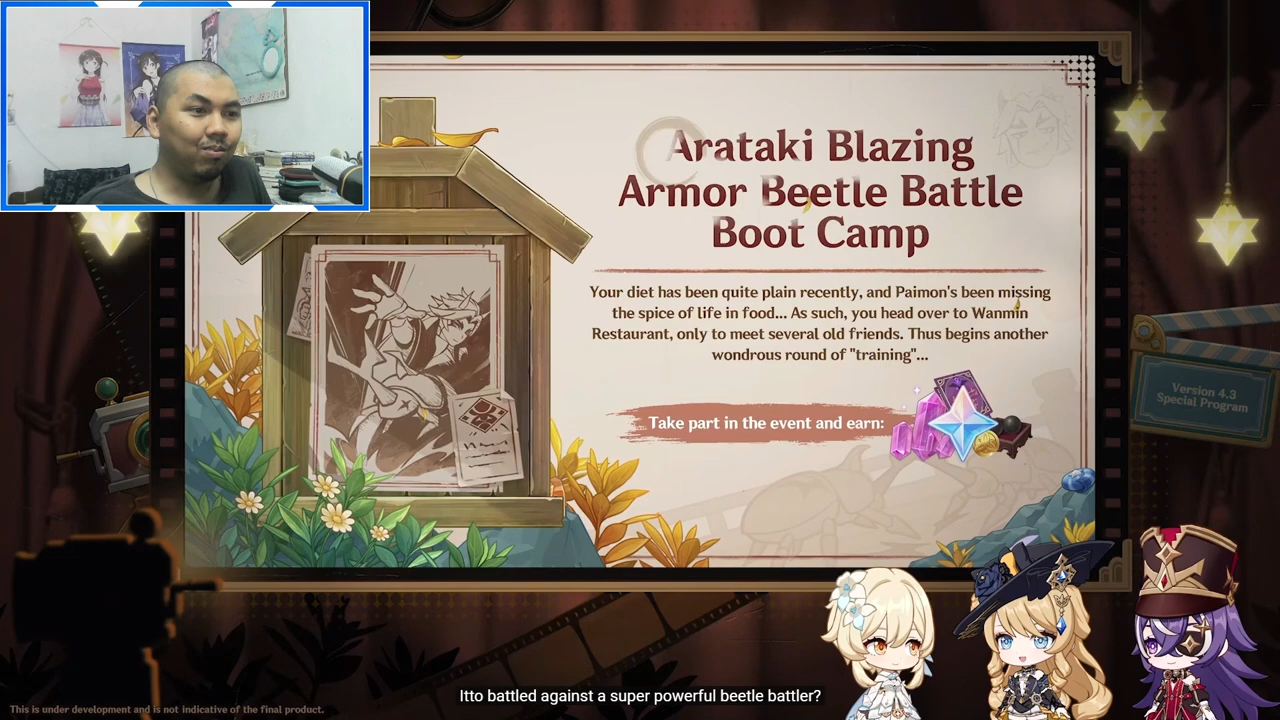 Arataki Blazing
Armor Beetle Battle
Boot Camp
Your diet has been quite plain recently, and Paimon's been missing
the spice of life in food... As such, you head over to Wanmin
Restaurant, only to meet several old friends. Thus begins another
wondrous round of "training"...
Take part in the event and earn:
Version 4.3
Special Program
Itto battled against a super powerful beetle battler?
This is under development and is not indicative of the final product.